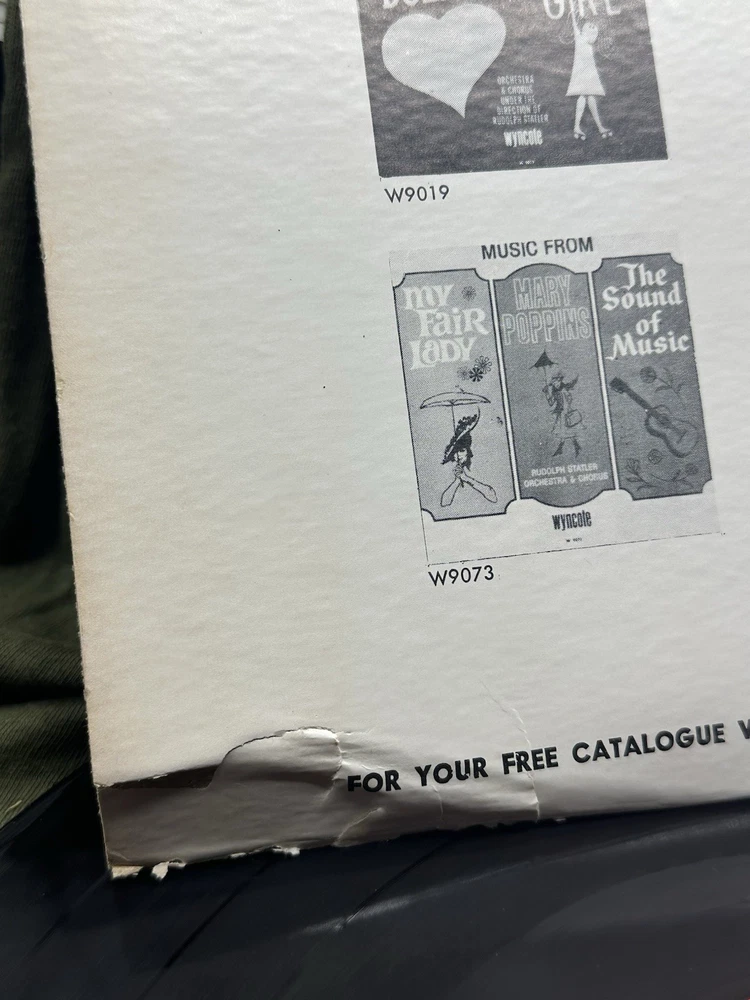 GIRL
ORCHESTRA
& CHORUS
UNDER THE
DIRECTION OF
RUDOLPH STATLER
wyncote
W9019
MUSIC FROM
my
FaiR
LaDY
MARY
POPPINS
The
Sound
of
Music
RUDOLPH STATLER
ORCHESTRA & CHORUS
wyncote
W9073
FOR YOUR FREE CATALOGUE